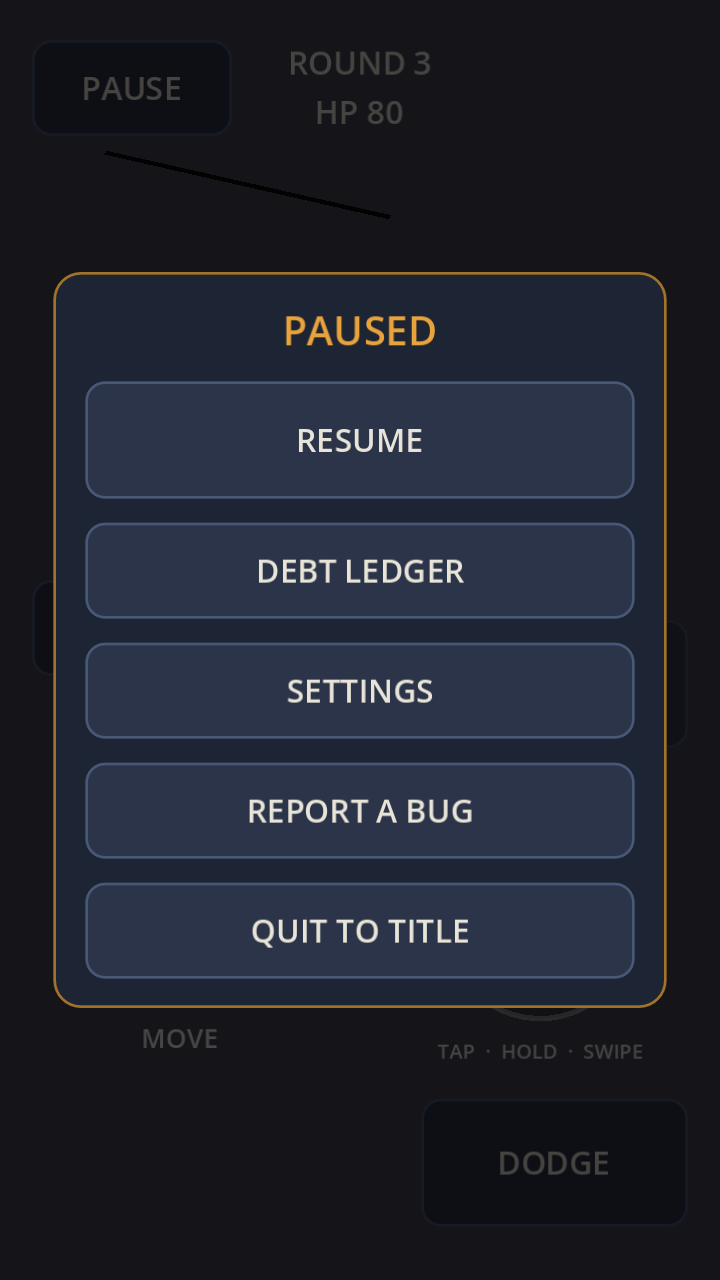 PAUSE
ROUND 3
HP 80
PAUSED
RESUME
DEBT LEDGER
SETTINGS
REPORT A BUG
QUIT TO TITLE
MOVE
TAP · HOLD · SWIPE
DODGE